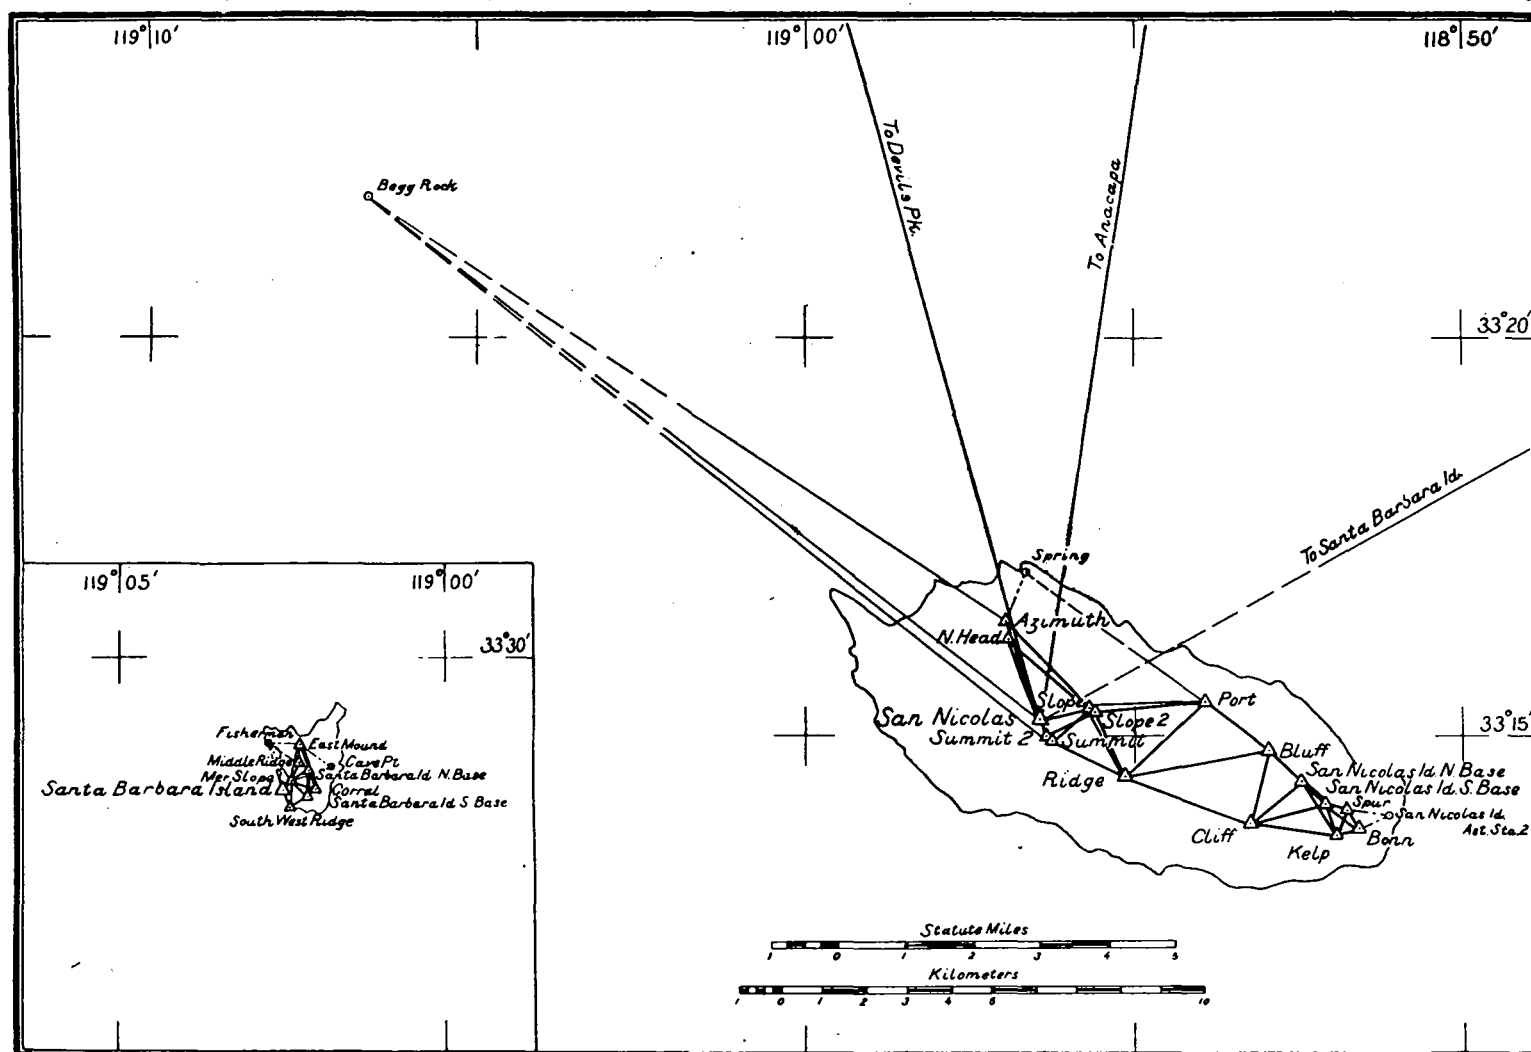 119°10'
119°00'
118°50'
Begg Rock
To Devils Pk.
To Anacapa
33°20'
To Santa Barbara Id.
Spring
Azimuth
N. Head
Slope
Port
San Nicolas
Slope 2
33°15'
Summit 2
Summit
Bluff
Ridge
San Nicolas Id. N. Base
San Nicolas Id. S. Base
Spur
San Nicolas Id.
Ast. Sta. 2
Cliff
Bonn
Kelp
119°05'
119°00'
33°30'
Fisherman
East Mound
Middle Ridge
Cave Pt
Mer. Slope
Santa Barbara Id N. Base
Santa Barbara Island
Corral
Santa Barbara Id S. Base
South West Ridge
Statute Miles
1 0 1 2 3 4 5
Kilometers
1 0 1 2 3 4 5 10